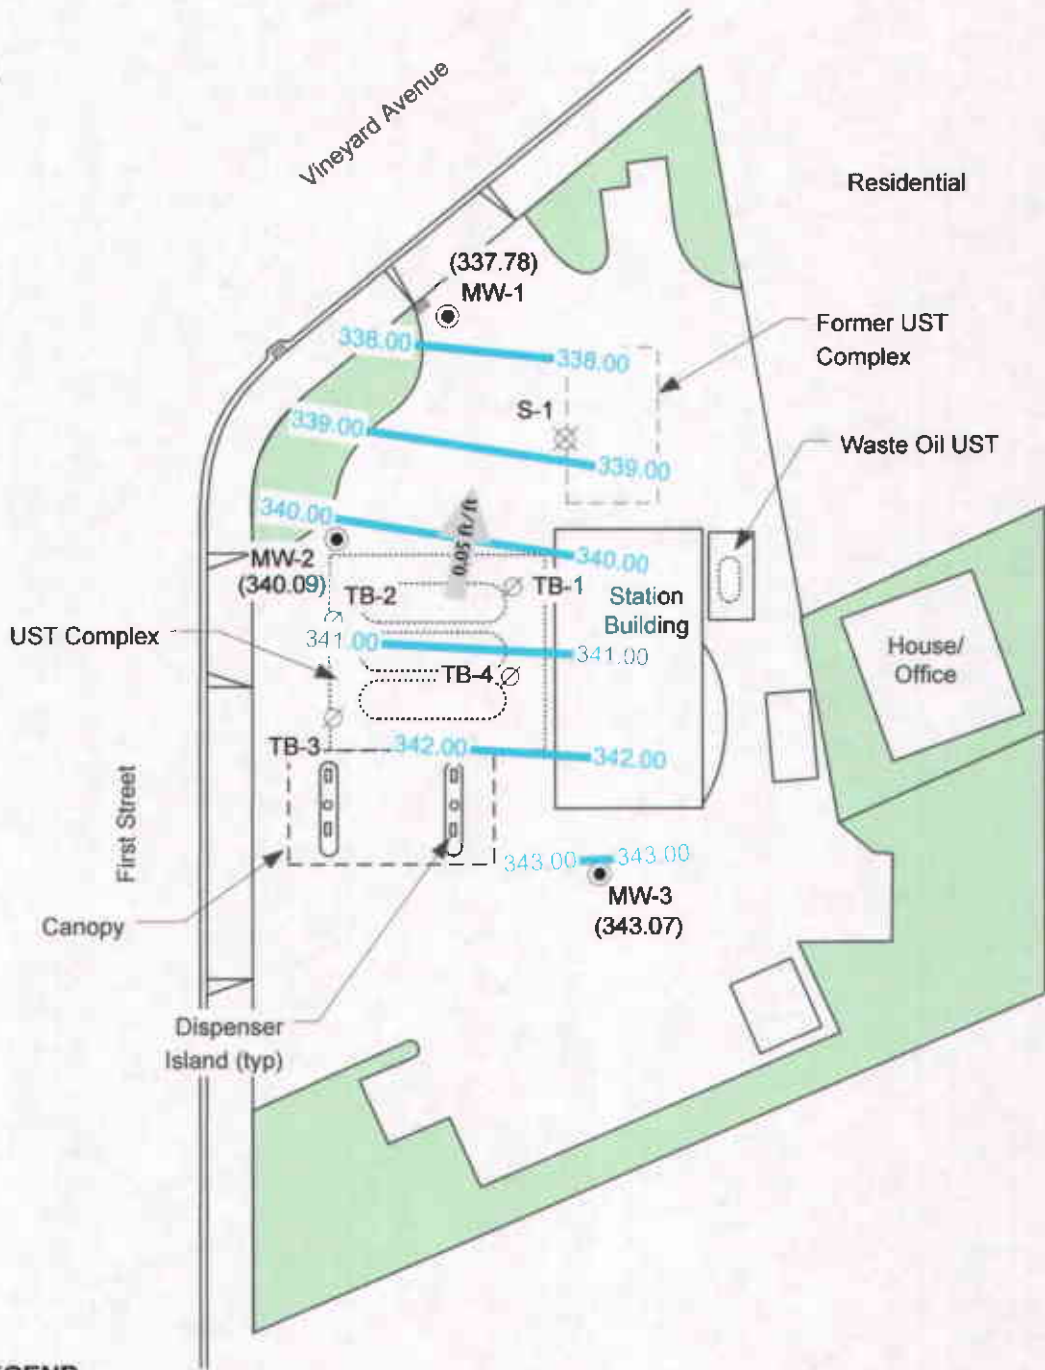 Vineyard Avenue
Residential
(337.78)
MW-1
Former UST
Complex
338.00
338.00
S-1
339.00
339.00
Waste Oil UST
340.00
340.00
0.05 ft/ft
MW-2
(340.09)
TB-2
TB-1
Station
Building
UST Complex
341.00
341.00
House/
Office
TB-4
TB-3
342.00
342.00
First Street
343.00
343.00
MW-3
(343.07)
Canopy
Dispenser
Island (typ)